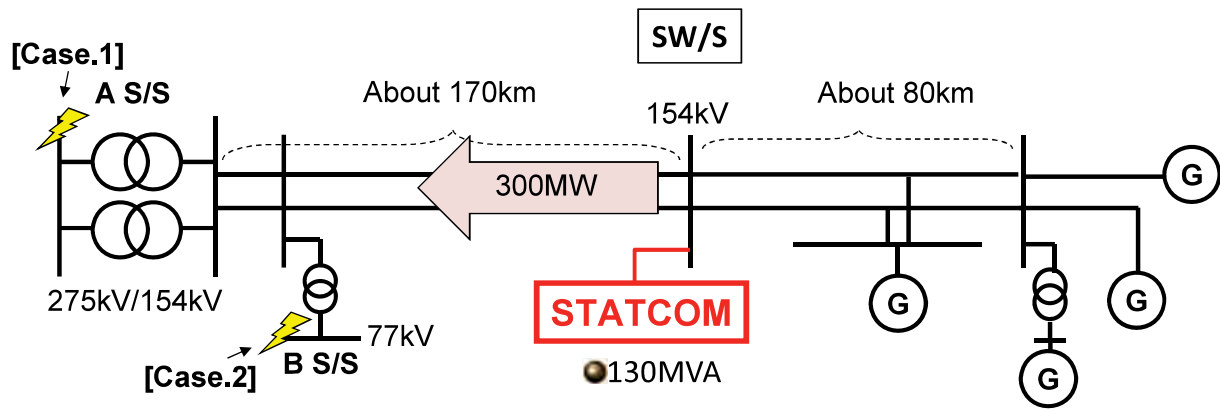 SW/S
[Case.1]
A S/S
About 170km
154kV
About 80km
300MW
G
275kV/154kV
STATCOM
G
G
77kV
B S/S
[Case.2]
130MVA
G